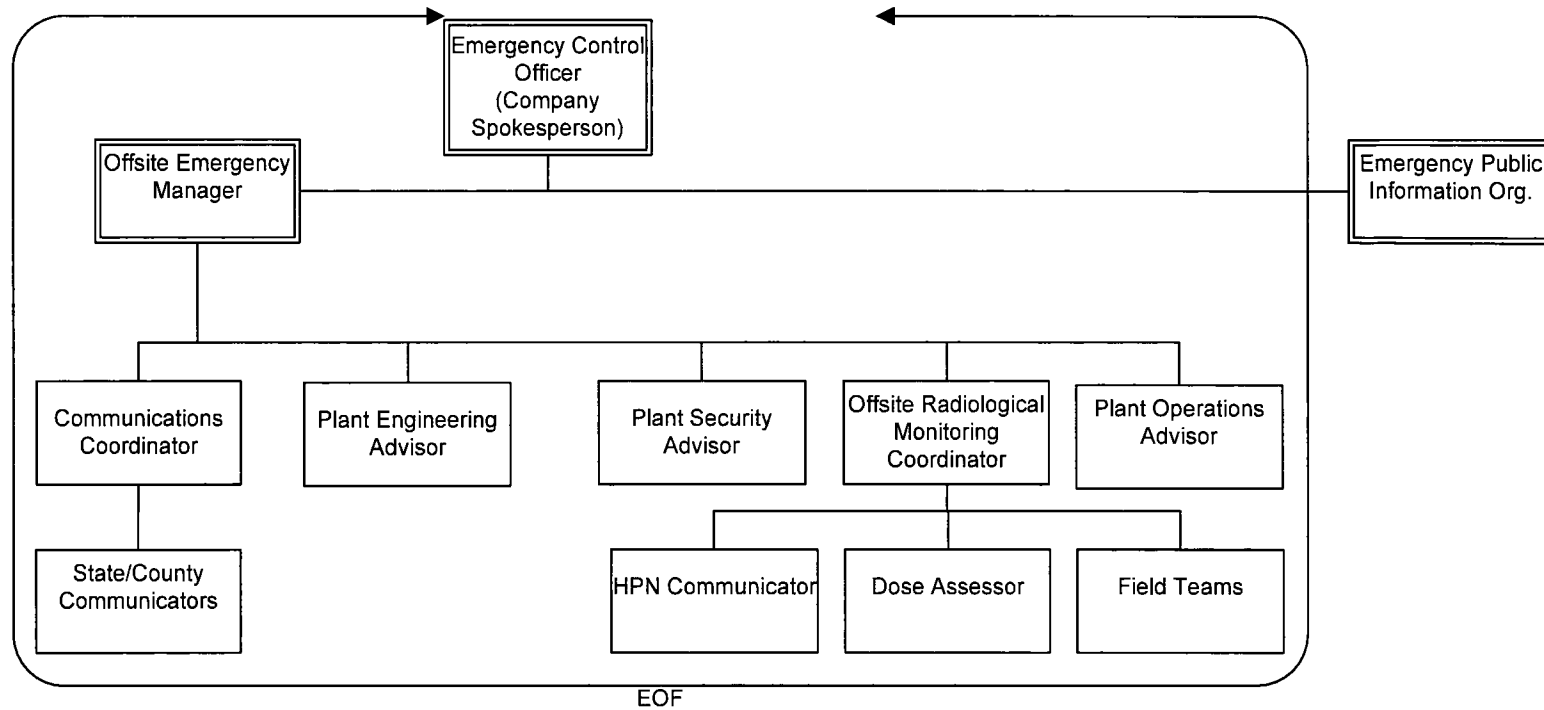 Emergency Control
Officer
(Company
Spokesperson)
Offsite Emergency
Manager
Emergency Public
Information Org.
Communications
Coordinator
Plant Engineering
Advisor
Plant Security
Advisor
Offsite Radiological
Monitoring
Coordinator
Plant Operations
Advisor
State/County
Communicators
HPN Communicator
Dose Assessor
Field Teams
EOF